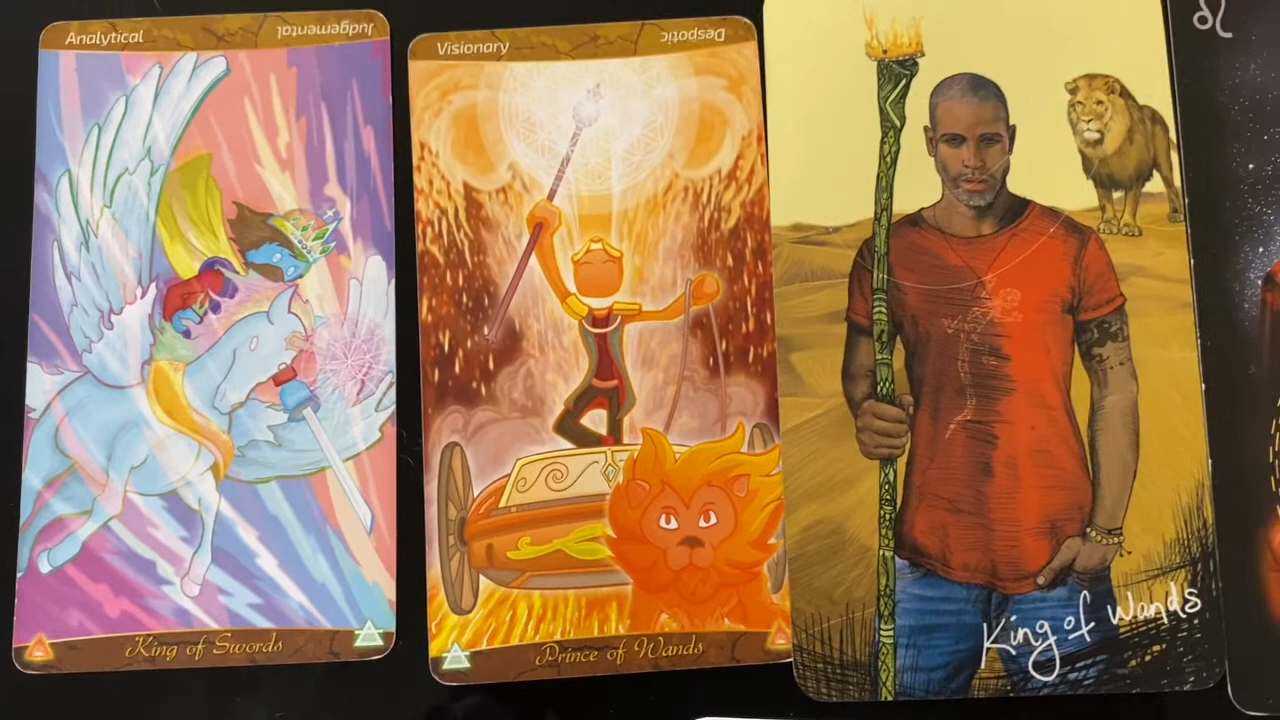 Analytical
Judgemental
King of Swords
Visionary
Despotic
Prince of Wands
King of Wands